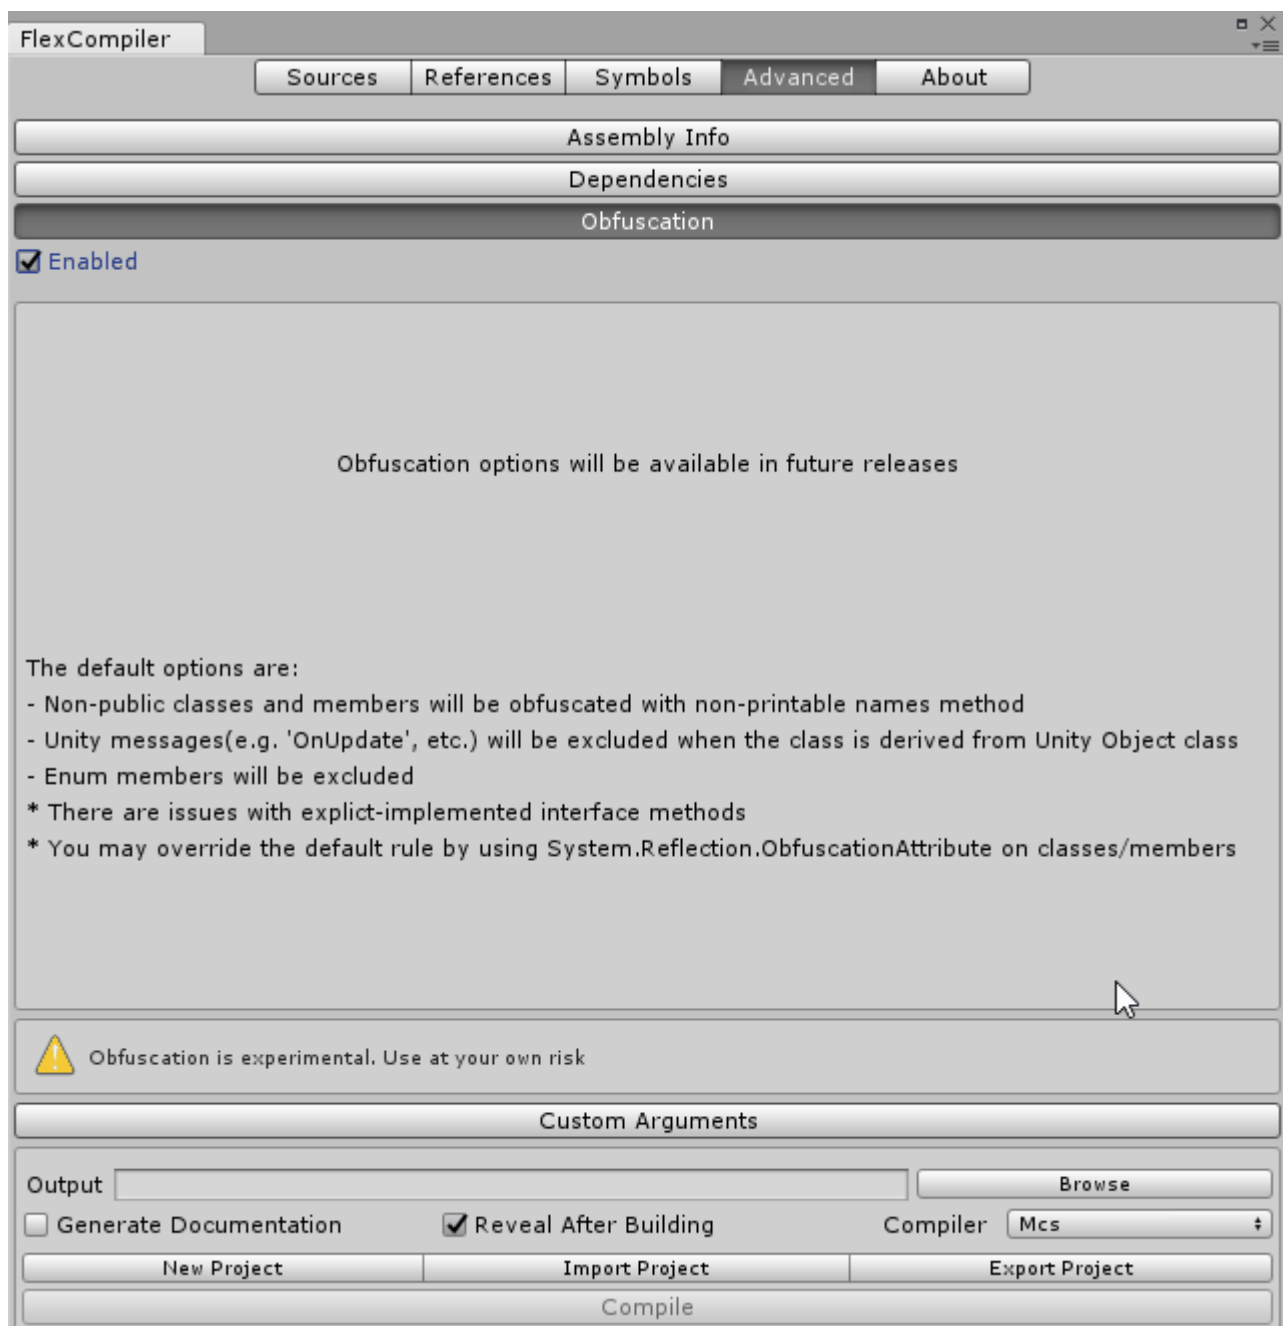 FlexCompiler
Sources References Symbols Advanced About
Assembly Info
Dependencies
Obfuscation
Enabled
Obfuscation options will be available in future releases
The default options are:
- Non-public classes and members will be obfuscated with non-printable names method
- Unity messages(e.g. 'OnUpdate', etc.) will be excluded when the class is derived from Unity Object class
- Enum members will be excluded
* There are issues with explict-implemented interface methods
* You may override the default rule by using System.Reflection.ObfuscationAttribute on classes/members
Obfuscation is experimental. Use at your own risk
Custom Arguments
Output Browse
Generate Documentation Reveal After Building Compiler Mcs
New Project Import Project Export Project
Compile